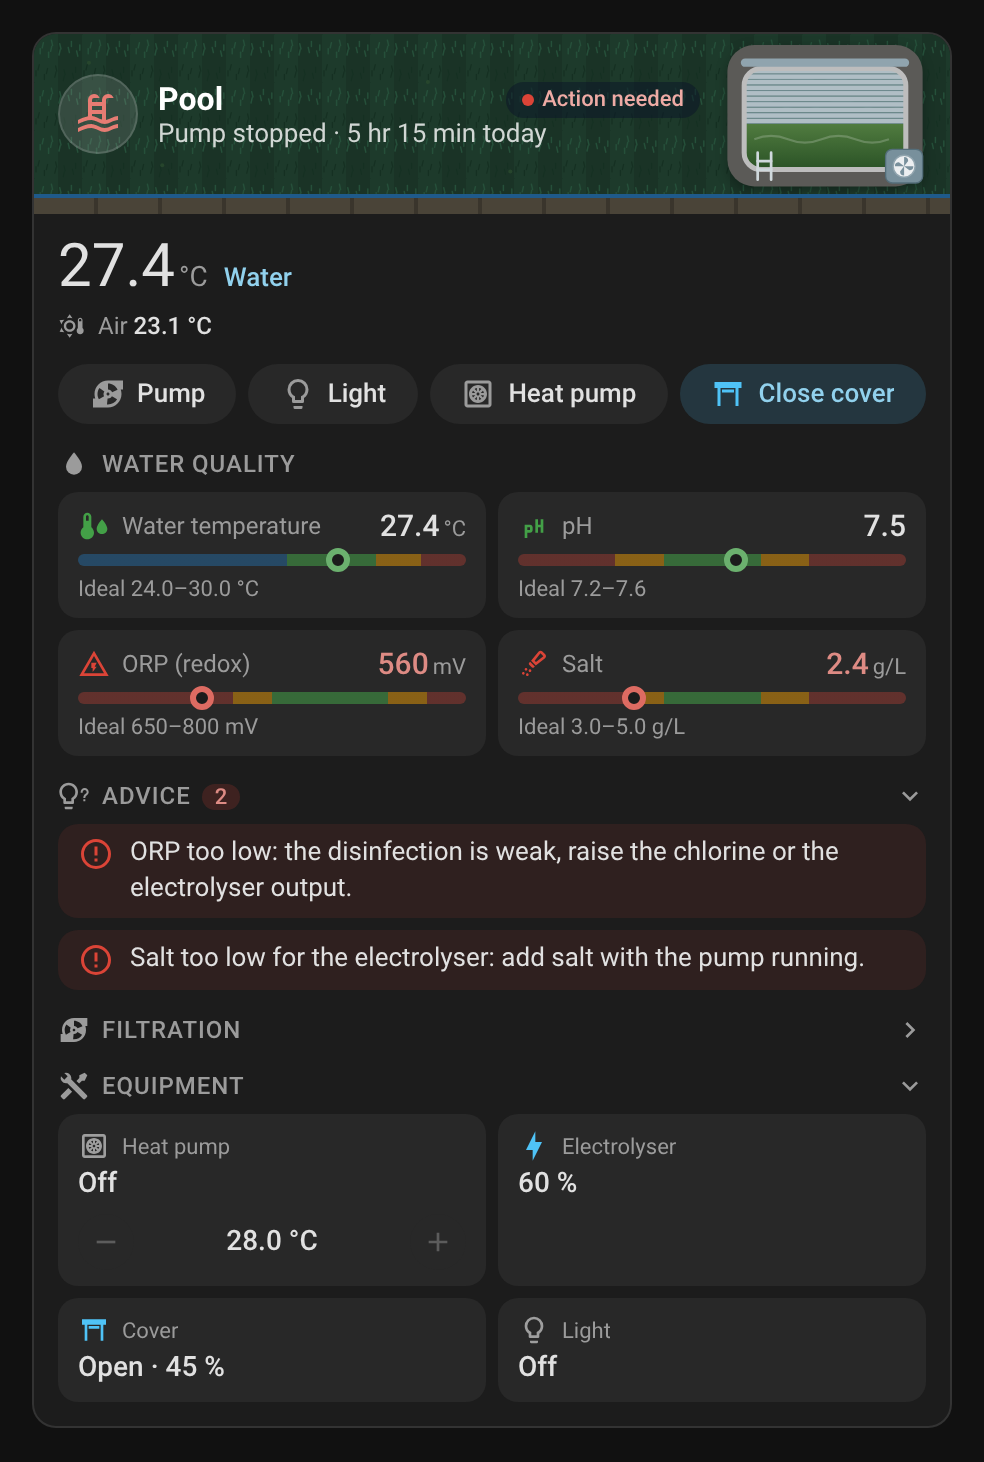 Pool
Action needed
Pump stopped · 5 hr 15 min today
27.4 °C Water
Air 23.1 °C
Pump
Light
Heat pump
Close cover
WATER QUALITY
Water temperature 27.4 °C
Ideal 24.0–30.0 °C
pH pH 7.5
Ideal 7.2–7.6
ORP (redox) 560 mV
Ideal 650–800 mV
Salt 2.4 g/L
Ideal 3.0–5.0 g/L
? ADVICE 2
ORP too low: the disinfection is weak, raise the chlorine or the
electrolyser output.
Salt too low for the electrolyser: add salt with the pump running.
FILTRATION
EQUIPMENT
Heat pump
Off
− 28.0 °C +
Electrolyser
60 %
Cover
Open · 45 %
Light
Off